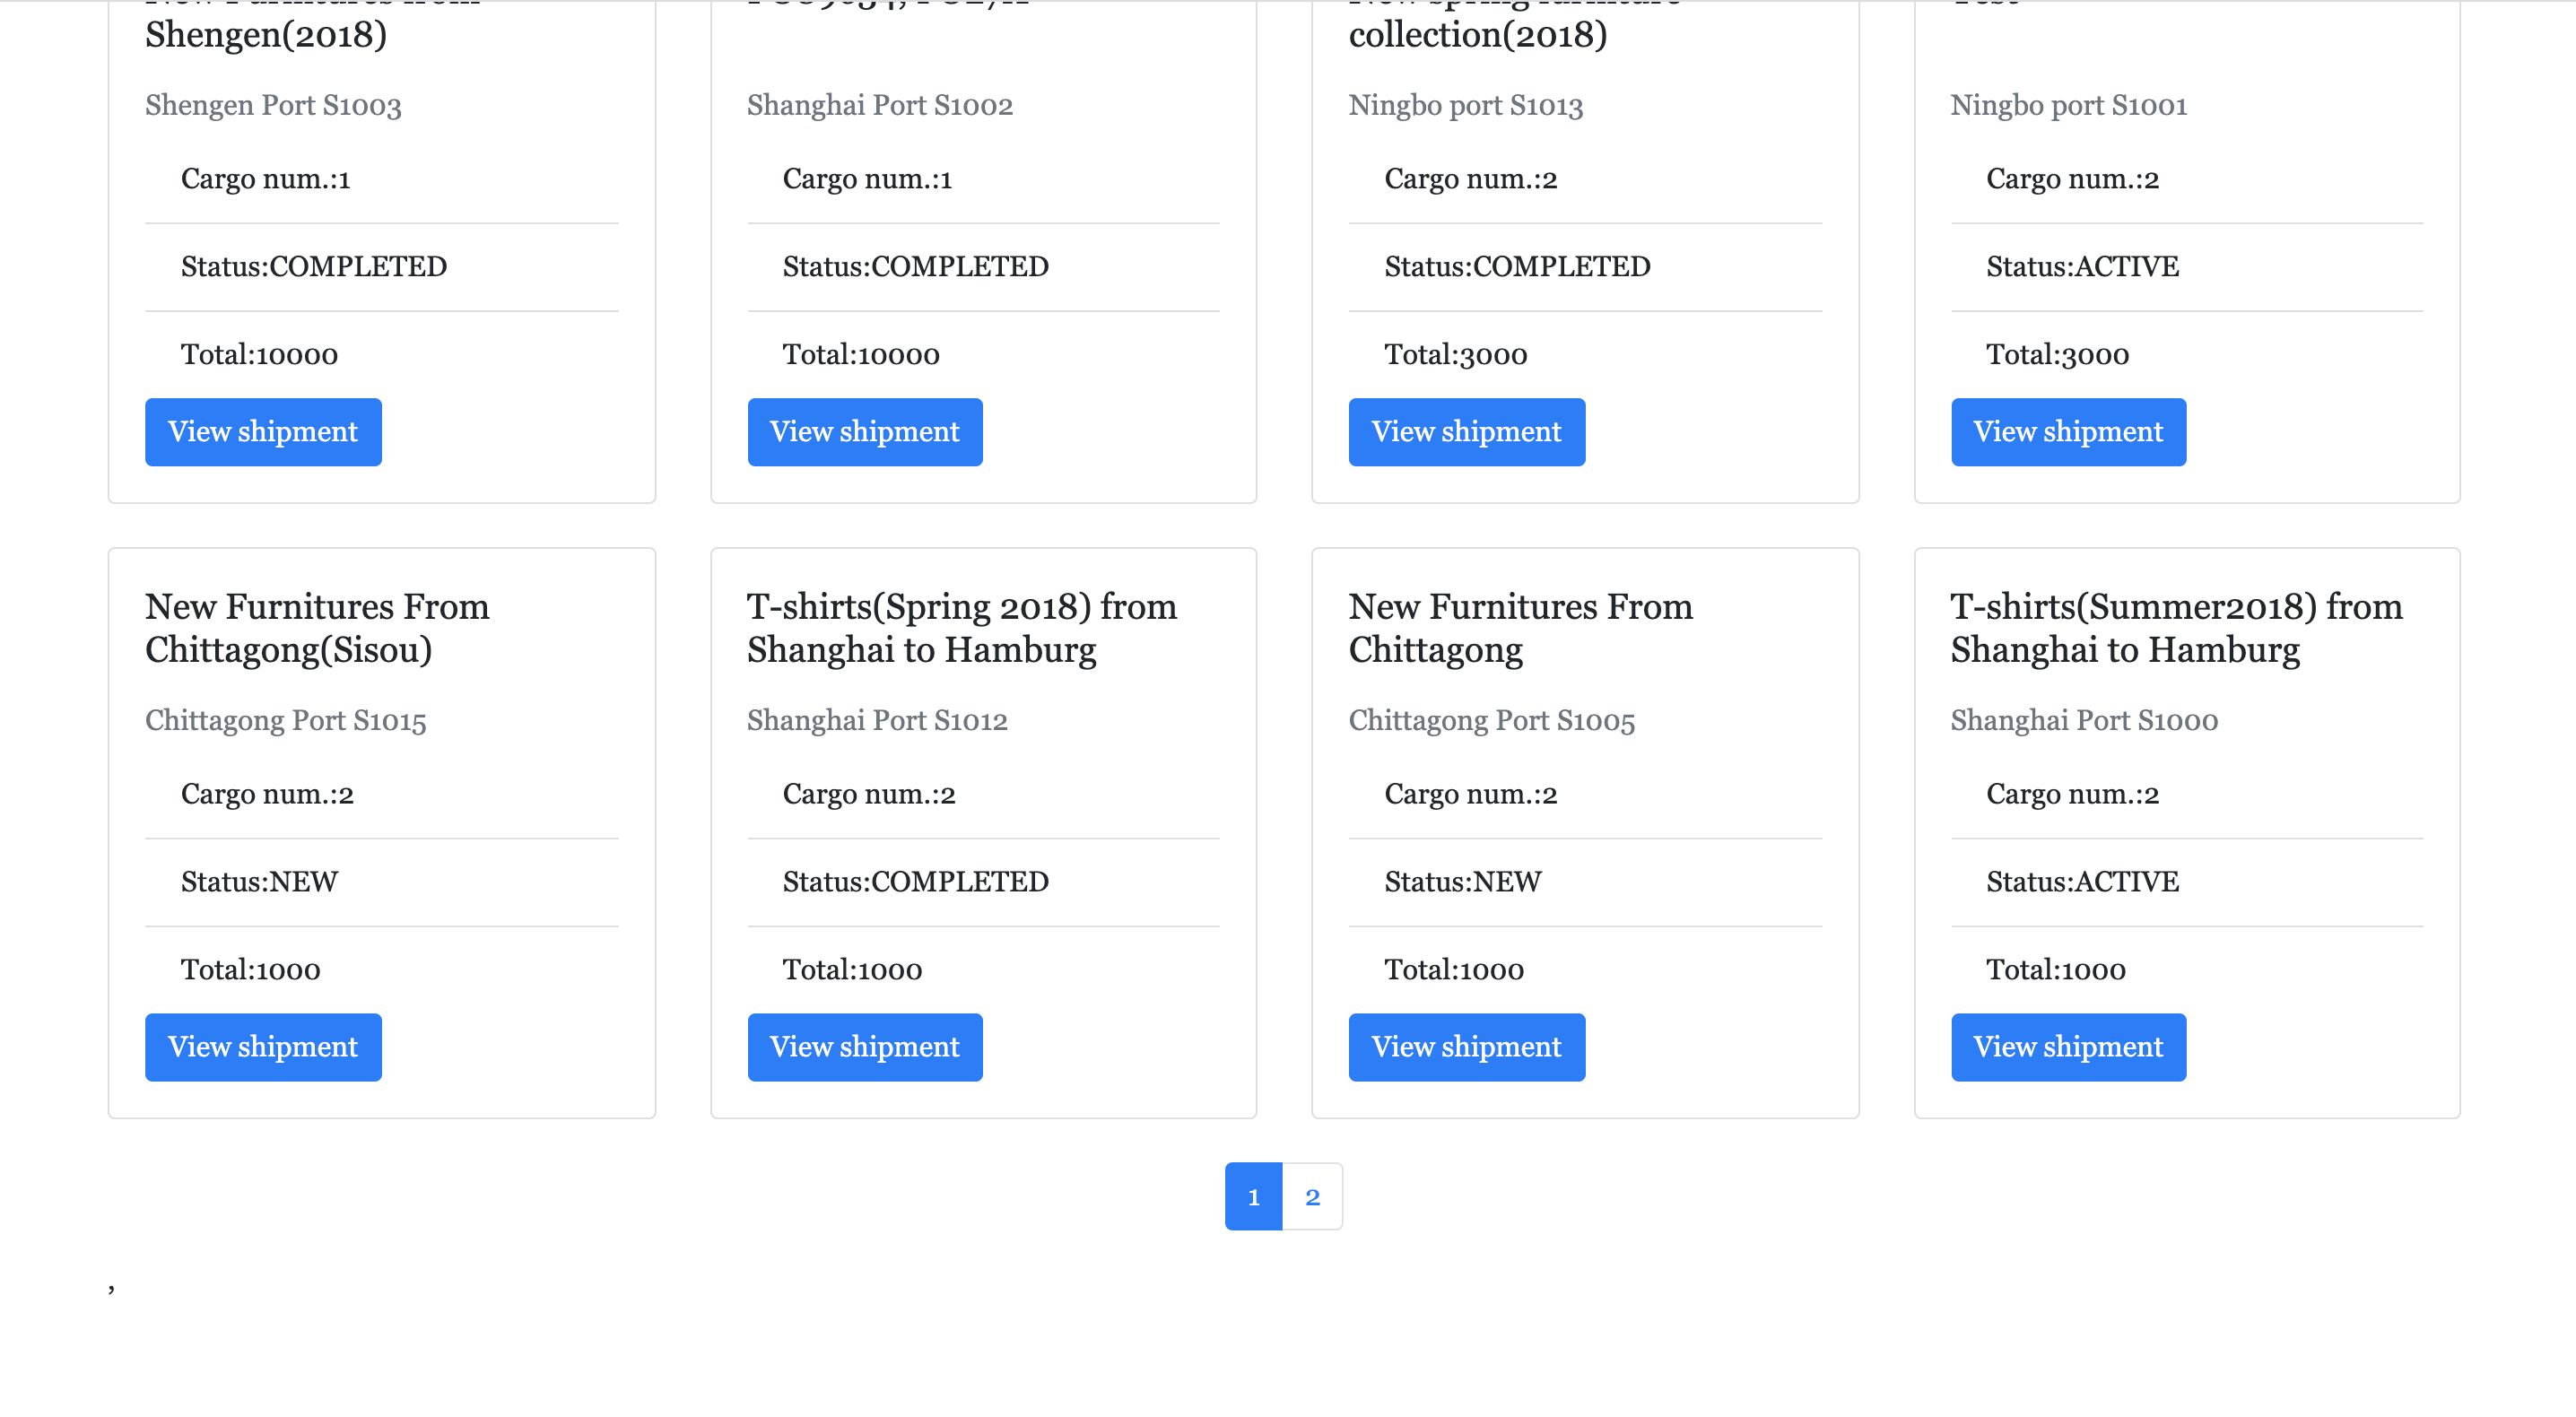 New Furnitures from
Shengen(2018)
Shengen Port S1003
Cargo num.:1
Status:COMPLETED
Total:10000
View shipment
Shanghai Port S1002
Cargo num.:1
Status:COMPLETED
Total:10000
View shipment
New spring furniture
collection(2018)
Ningbo port S1013
Cargo num.:2
Status:COMPLETED
Total:3000
View shipment
Ningbo port S1001
Cargo num.:2
Status:ACTIVE
Total:3000
View shipment
New Furnitures From
Chittagong(Sisou)
Chittagong Port S1015
Cargo num.:2
Status:NEW
Total:1000
View shipment
T-shirts(Spring 2018) from
Shanghai to Hamburg
Shanghai Port S1012
Cargo num.:2
Status:COMPLETED
Total:1000
View shipment
New Furnitures From
Chittagong
Chittagong Port S1005
Cargo num.:2
Status:NEW
Total:1000
View shipment
T-shirts(Summer2018) from
Shanghai to Hamburg
Shanghai Port S1000
Cargo num.:2
Status:ACTIVE
Total:1000
View shipment
1 2
,